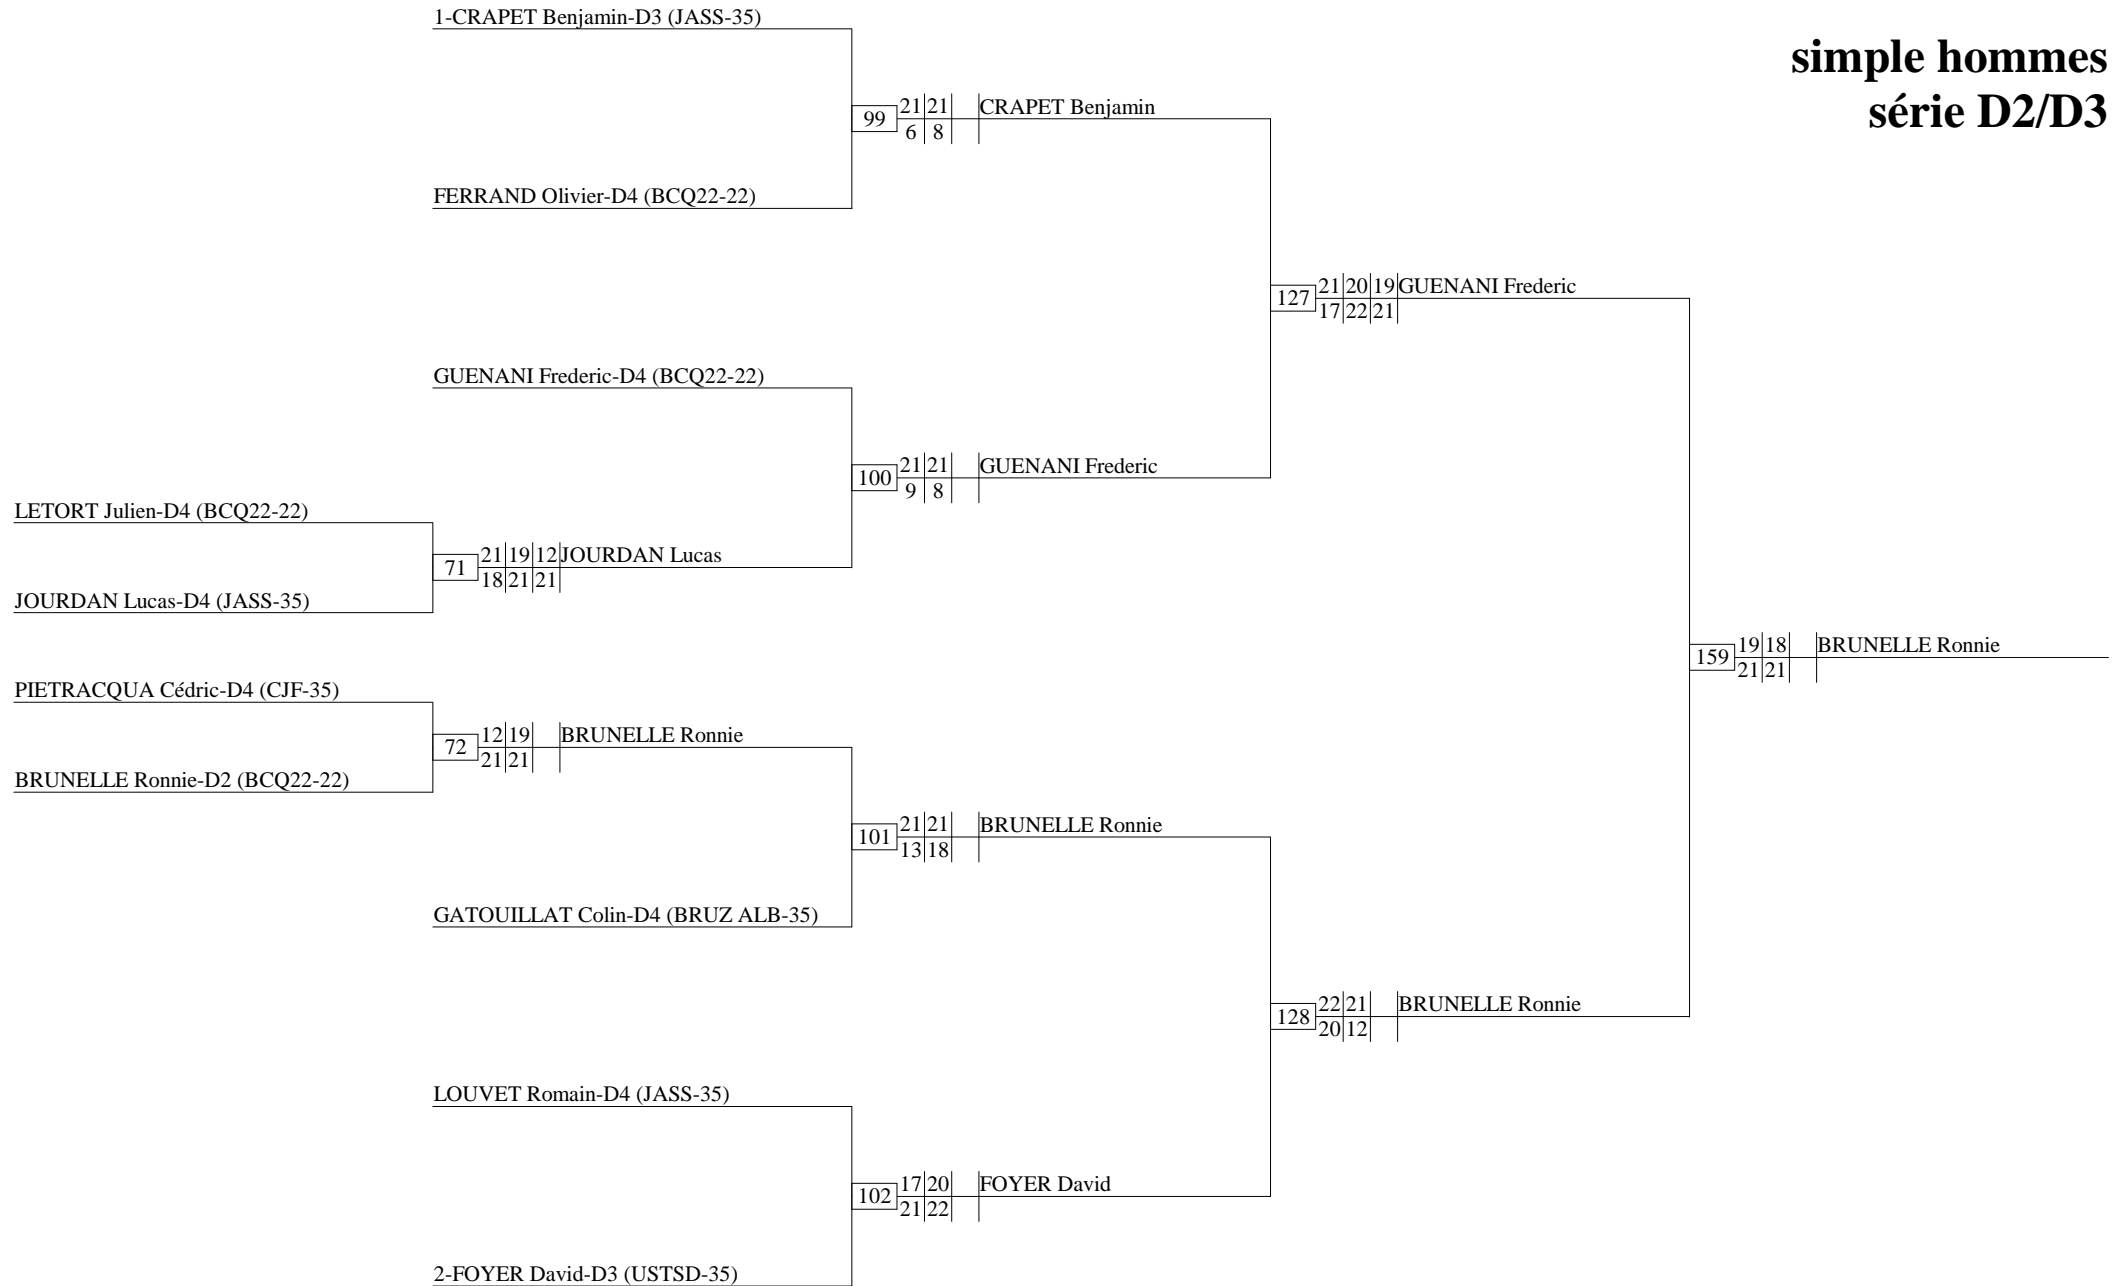 1-CRAPET Benjamin-D3 (JASS-35)
simple hommes
série D2/D3
99
21 21
6 8
CRAPET Benjamin
FERRAND Olivier-D4 (BCQ22-22)
127
21 20 19
17 22 21
GUENANI Frederic
GUENANI Frederic-D4 (BCQ22-22)
100
21 21
9 8
GUENANI Frederic
LETORT Julien-D4 (BCQ22-22)
71
21 19 12
18 21 21
JOURDAN Lucas
JOURDAN Lucas-D4 (JASS-35)
159
19 18
21 21
BRUNELLE Ronnie
PIETRACQUA Cédric-D4 (CJF-35)
72
12 19
21 21
BRUNELLE Ronnie
BRUNELLE Ronnie-D2 (BCQ22-22)
101
21 21
13 18
BRUNELLE Ronnie
GATOUILLAT Colin-D4 (BRUZ ALB-35)
128
22 21
20 12
BRUNELLE Ronnie
LOUVET Romain-D4 (JASS-35)
102
17 20
21 22
FOYER David
2-FOYER David-D3 (USTSD-35)